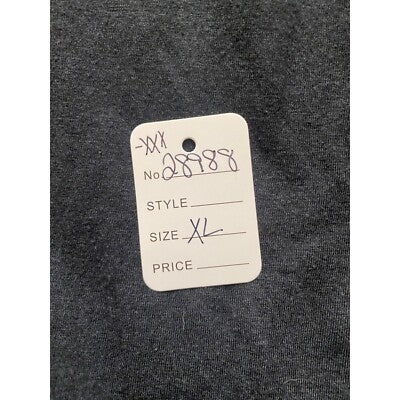 -XXX
No. 28988
STYLE
SIZE XL
PRICE